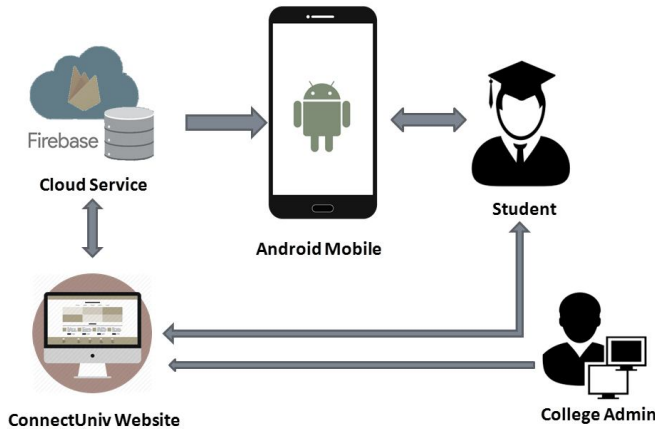 Firebase
Cloud Service
Android Mobile
Student
ConnectUniv Website
College Admin